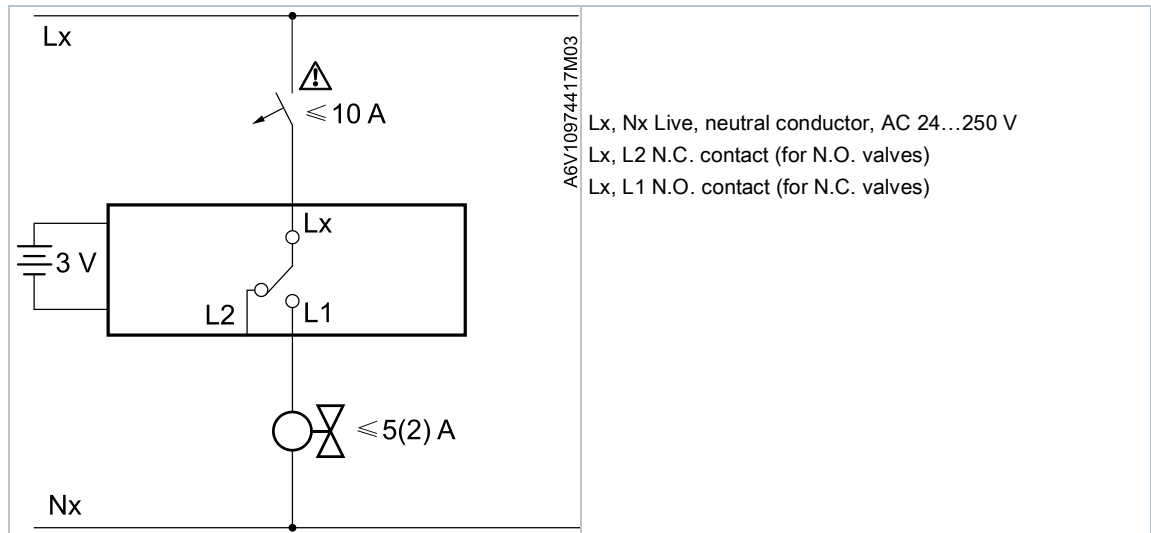 Lx
≤ 10 A
Lx
3 V
L2
L1
≤ 5(2) A
Nx
A6V10974417M03
Lx, Nx Live, neutral conductor, AC 24…250 V
Lx, L2 N.C. contact (for N.O. valves)
Lx, L1 N.O. contact (for N.C. valves)